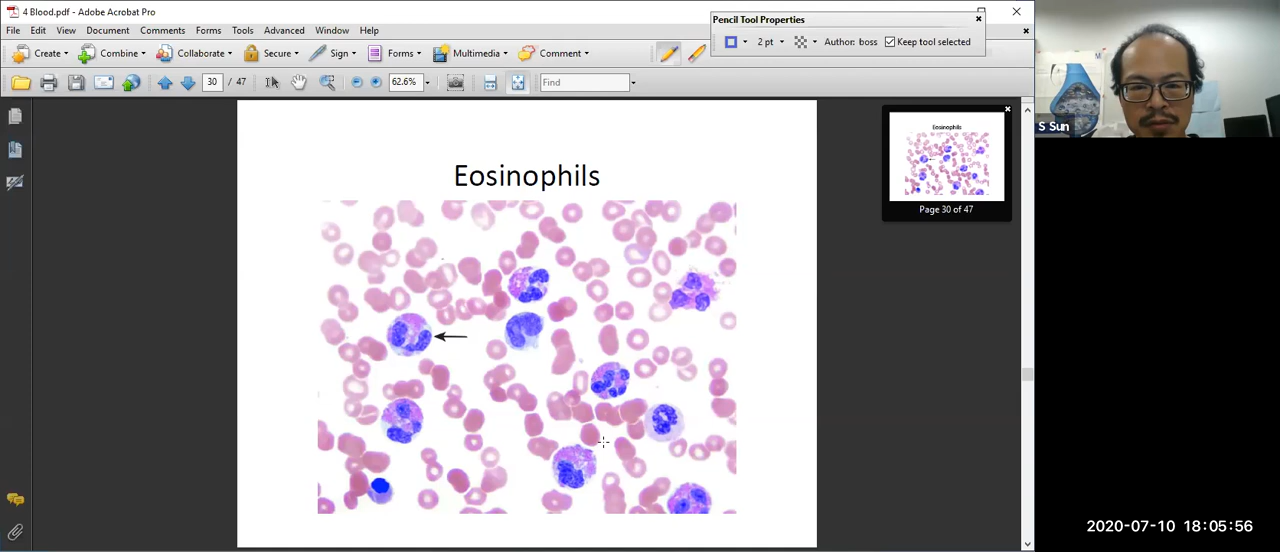 4 Blood.pdf - Adobe Acrobat Pro
File Edit View Document Comments Forms Tools Advanced Window Help
Pencil Tool Properties
2 pt Author: boss Keep tool selected
Create Combine Collaborate Secure Sign Forms Multimedia Comment
30 / 47 62.6% Find
Eosinophils
Eosinophils
Page 30 of 47
S Sun
2020-07-10 18:05:56